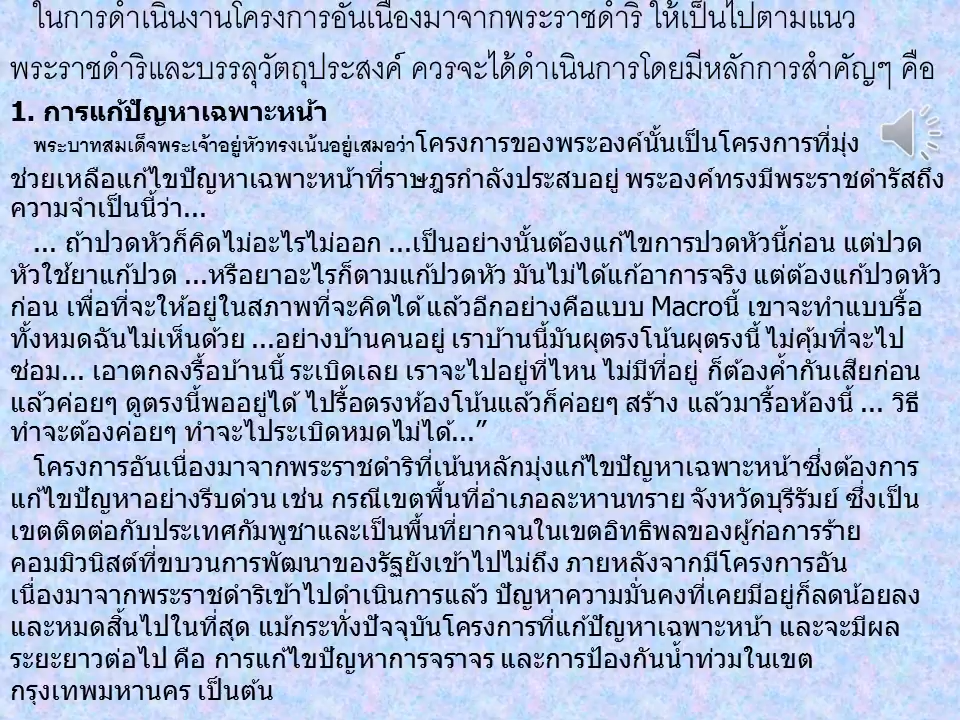 ในการดำเนินงานโครงการอันเนื่องมาจากพระราชดำริ ให้เป็นไปตามแนว
พระราชดำริและบรรลุวัตถุประสงค์ ควรจะได้ดำเนินการโดยมีหลักการสำคัญๆ คือ
1. การแก้ปัญหาเฉพาะหน้า
พระบาทสมเด็จพระเจ้าอยู่หัวทรงเน้นอยู่เสมอว่าโครงการของพระองค์นั้นเป็นโครงการที่มุ่ง
ช่วยเหลือแก้ไขปัญหาเฉพาะหน้าที่ราษฎรกำลังประสบอยู่ พระองค์ทรงมีพระราชดำรัสถึง
ความจำเป็นนี้ว่า...
... ถ้าปวดหัวก็คิดไม่อะไรไม่ออก ...เป็นอย่างนั้นต้องแก้ไขการปวดหัวนี้ก่อน แต่ปวด
หัวใช้ยาแก้ปวด ...หรือยาอะไรก็ตามแก้ปวดหัว มันไม่ได้แก้อาการจริง แต่ต้องแก้ปวดหัว
ก่อน เพื่อที่จะให้อยู่ในสภาพที่จะคิดได้ แล้วอีกอย่างคือแบบ Macroนี้ เขาจะทำแบบรื้อ
ทั้งหมดฉันไม่เห็นด้วย ...อย่างบ้านคนอยู่ เราบ้านนี้มันผุตรงโน้นผุตรงนี้ ไม่คุ้มที่จะไป
ซ่อม... เอาตกลงรื้อบ้านนี้ ระเบิดเลย เราจะไปอยู่ที่ไหน ไม่มีที่อยู่ ก็ต้องค้ำกันเสียก่อน
แล้วค่อยๆ ดูตรงนี้พออยู่ได้ ไปรื้อตรงห้องโน้นแล้วก็ค่อยๆ สร้าง แล้วมารื้อห้องนี้ ... วิธี
ทำจะต้องค่อยๆ ทำจะไประเบิดหมดไม่ได้...”
โครงการอันเนื่องมาจากพระราชดำริที่เน้นหลักมุ่งแก้ไขปัญหาเฉพาะหน้าซึ่งต้องการ
แก้ไขปัญหาอย่างรีบด่วน เช่น กรณีเขตพื้นที่อำเภอละหานทราย จังหวัดบุรีรัมย์ ซึ่งเป็น
เขตติดต่อกับประเทศกัมพูชาและเป็นพื้นที่ยากจนในเขตอิทธิพลของผู้ก่อการร้าย
คอมมิวนิสต์ที่ขบวนการพัฒนาของรัฐยังเข้าไปไม่ถึง ภายหลังจากมีโครงการอัน
เนื่องมาจากพระราชดำริเข้าไปดำเนินการแล้ว ปัญหาความมั่นคงที่เคยมีอยู่ก็ลดน้อยลง
และหมดสิ้นไปในที่สุด แม้กระทั่งปัจจุบันโครงการที่แก้ปัญหาเฉพาะหน้า และจะมีผล
ระยะยาวต่อไป คือ การแก้ไขปัญหาการจราจร และการป้องกันน้ำท่วมในเขต
กรุงเทพมหานคร เป็นต้น